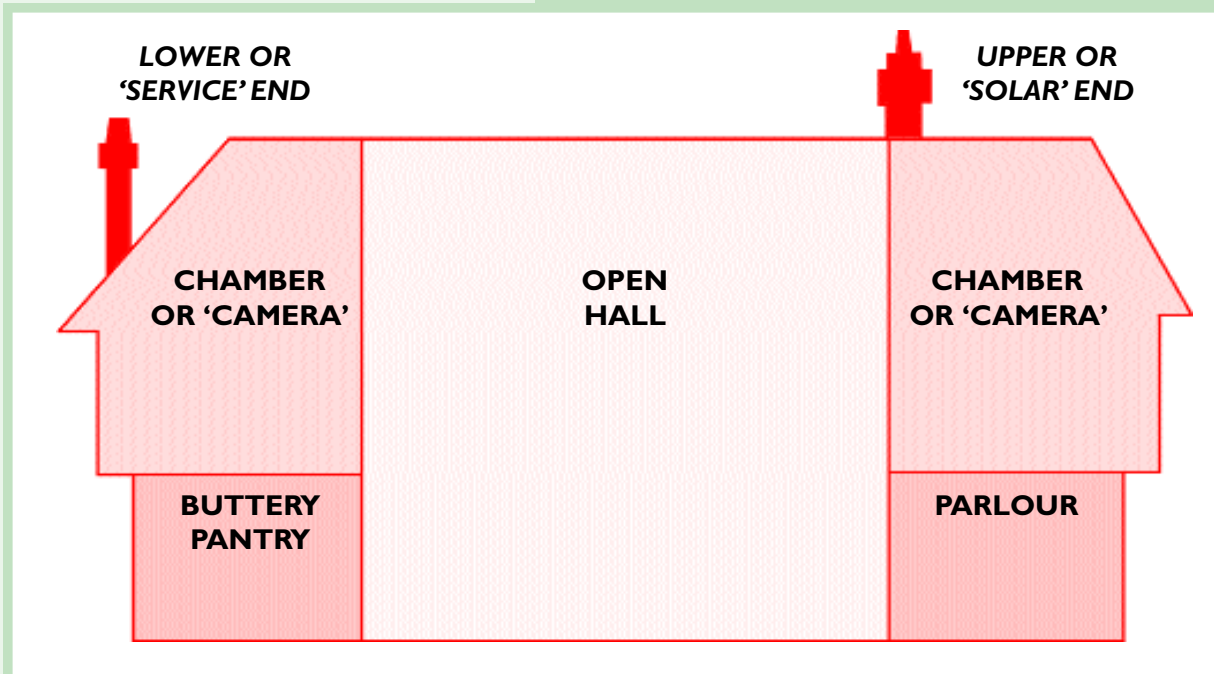 LOWER OR
‘SERVICE’ END
UPPER OR
‘SOLAR’ END
CHAMBER
OR ‘CAMERA’
OPEN
HALL
CHAMBER
OR ‘CAMERA’
BUTTERY
PANTRY
PARLOUR